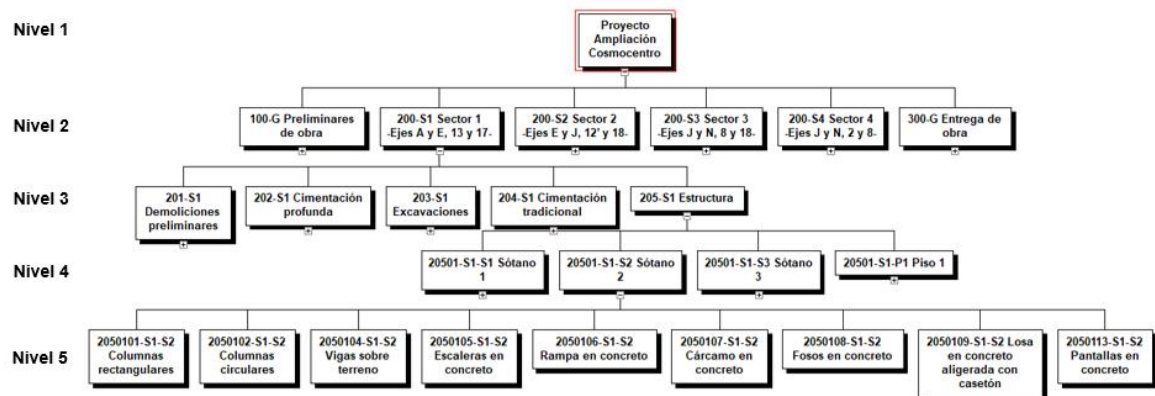 Nivel 1
Proyecto
Ampliación
Cosmocentro
Nivel 2
100-G Preliminares
de obra
200-S1 Sector 1
-Ejes A y E, 13 y 17-
200-S2 Sector 2
-Ejes E y J, 12' y 18-
200-S3 Sector 3
-Ejes J y N, 8 y 18-
200-S4 Sector 4
-Ejes J y N, 2 y 8-
300-G Entrega de
obra
Nivel 3
201-S1
Demoliciones
preliminares
202-S1 Cimentación
profunda
203-S1
Excavaciones
204-S1 Cimentación
tradicional
205-S1 Estructura
Nivel 4
20501-S1-S1 Sótano
1
20501-S1-S2 Sótano
2
20501-S1-S3 Sótano
3
20501-S1-P1 Piso 1
Nivel 5
2050101-S1-S2
Columnas
rectangulares
2050102-S1-S2
Columnas
circulares
2050104-S1-S2
Vigas sobre
terreno
2050105-S1-S2
Escaleras en
concreto
2050106-S1-S2
Rampa en concreto
2050107-S1-S2
Cárcamo en
concreto
2050108-S1-S2
Fosos en concreto
2050109-S1-S2 Losa
en concreto
aligerada con
casetón
2050113-S1-S2
Pantallas en
concreto